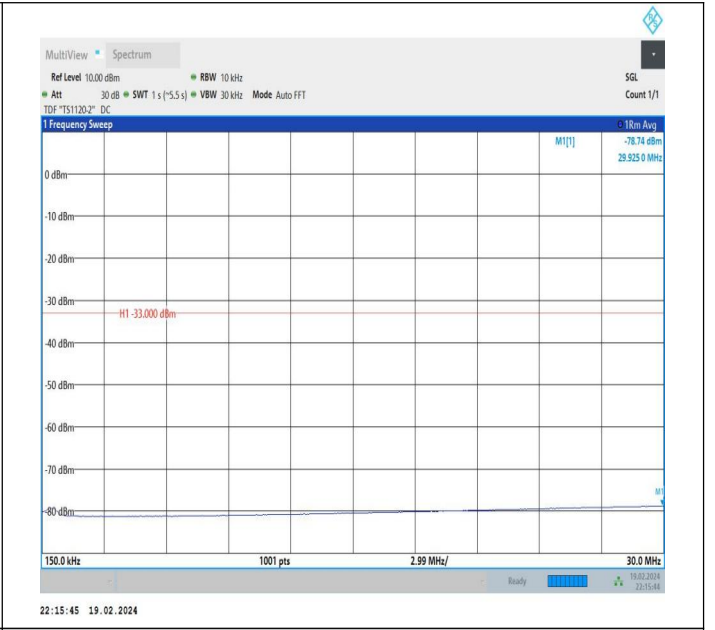 MultiView Spectrum
Ref Level 10.00 dBm RBW 10 kHz SGL
Att 30 dB SWT 1 s (~5.5 s) VBW 30 kHz Mode Auto FFT Count 1/1
TDF "TS1120-2" DC
1 Frequency Sweep 1Rm Avg
M1[1] -78.74 dBm
29.925 0 MHz
0 dBm
-10 dBm
-20 dBm
-30 dBm
H1 -33.000 dBm
-40 dBm
-50 dBm
-60 dBm
-70 dBm
M1
-80 dBm
150.0 kHz 1001 pts 2.99 MHz/ 30.0 MHz
Ready 19.02.2024
22:15:44
22:15:45 19.02.2024